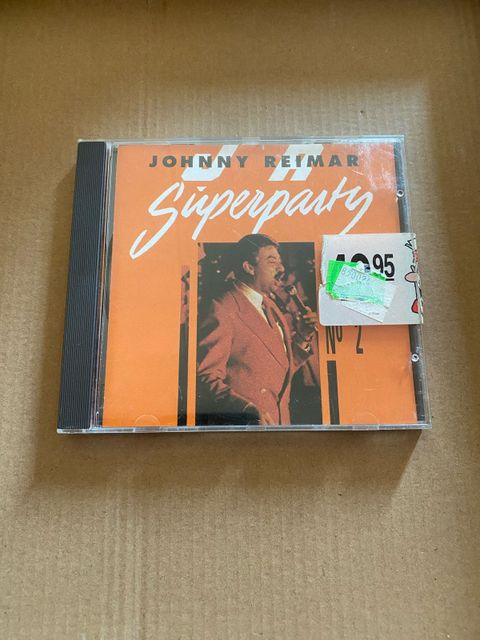 JOHNNY REIMAR
Superparty
95
Nº 2